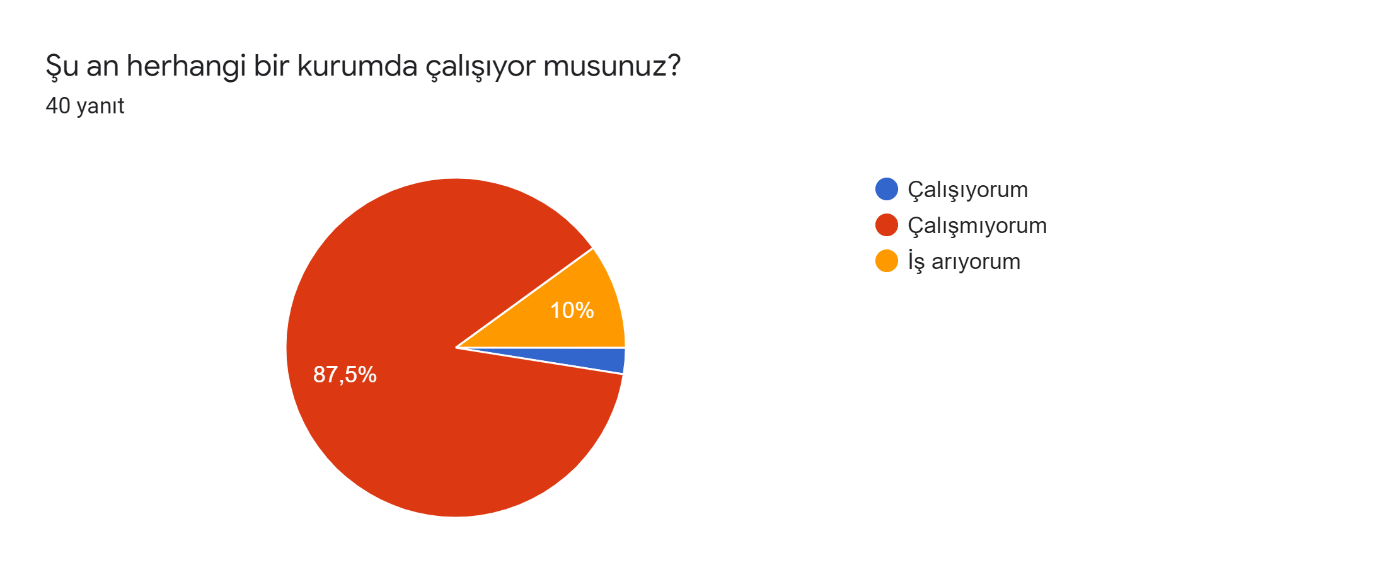 Şu an herhangi bir kurumda çalışıyor musunuz?
40 yanıt
Çalışıyorum
Çalışmıyorum
İş arıyorum
10%
87,5%